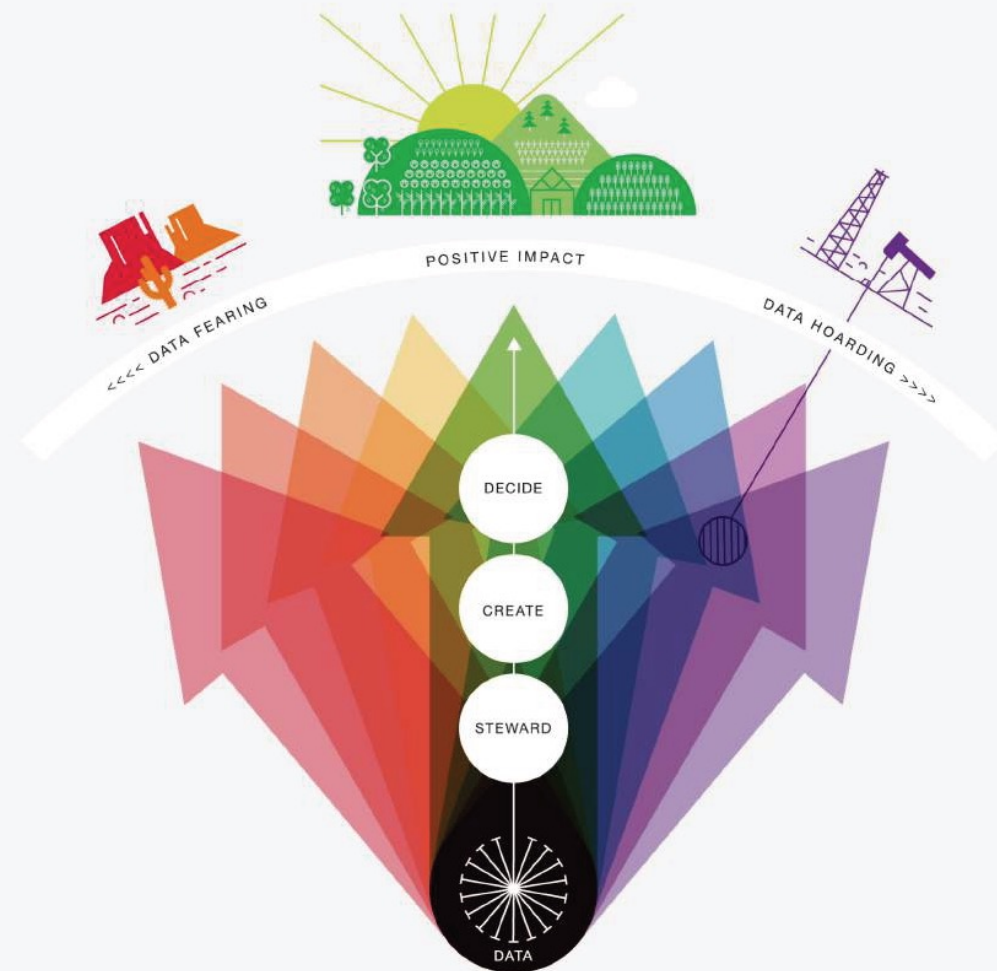 POSITIVE IMPACT
<<<< DATA FEARING
DATA HOARDING >>>>
DECIDE
CREATE
STEWARD
DATA